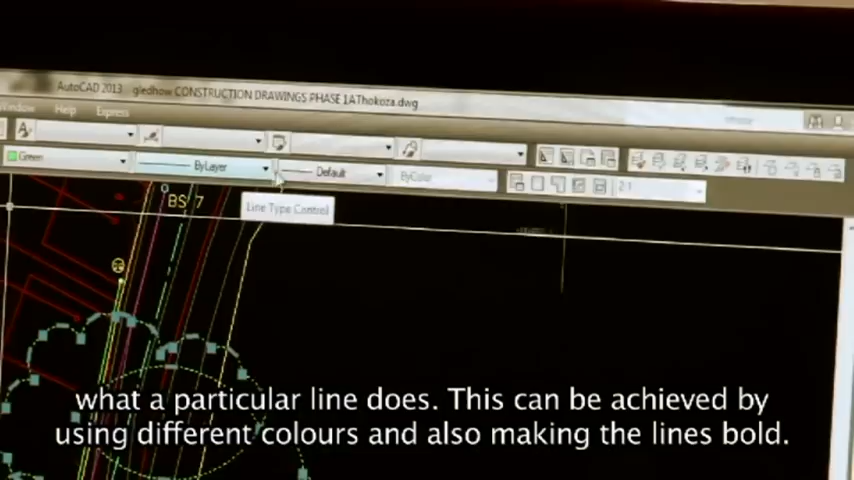 AutoCAD 2013 gledhow CONSTRUCTION DRAWINGS PHASE 1AThokoza.dwg
Window Help Express
Green ByLayer Default ByColor 2:1
BS 7
Line Type Control
what a particular line does. This can be achieved by
using different colours and also making the lines bold.